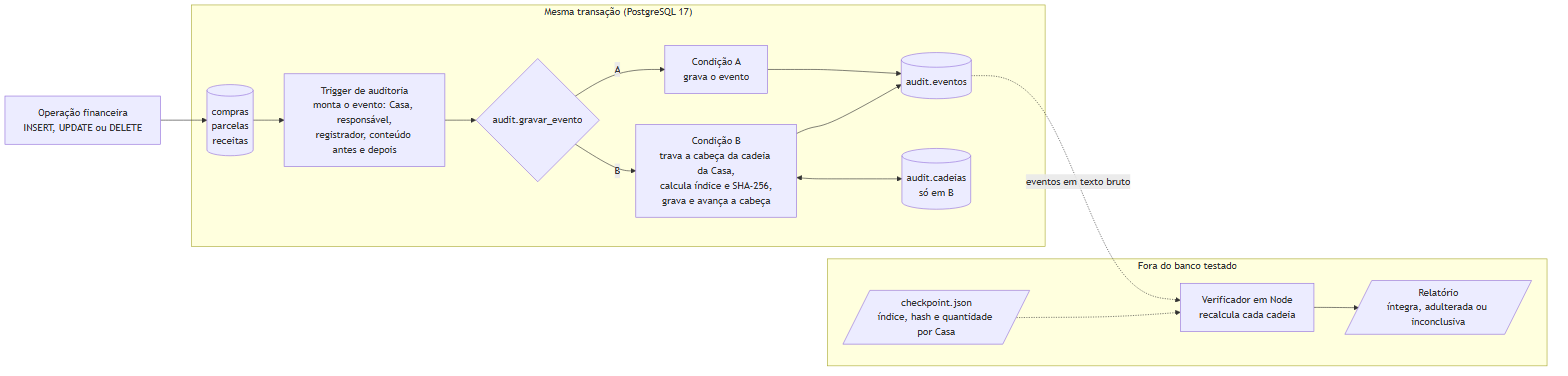 Mesma transação (PostgreSQL 17)
Operação financeira
INSERT, UPDATE ou DELETE
compras
parcelas
receitas
Trigger de auditoria
monta o evento: Casa,
responsável,
registrador, conteúdo
antes e depois
audit.gravar_evento
A
B
Condição A
grava o evento
Condição B
trava a cabeça da cadeia
da Casa,
calcula índice e SHA-256,
grava e avança a cabeça
audit.eventos
audit.cadeias
só em B
eventos em texto bruto
Fora do banco testado
checkpoint.json
índice, hash e quantidade
por Casa
Verificador em Node
recalcula cada cadeia
Relatório
íntegra, adulterada ou
inconclusiva